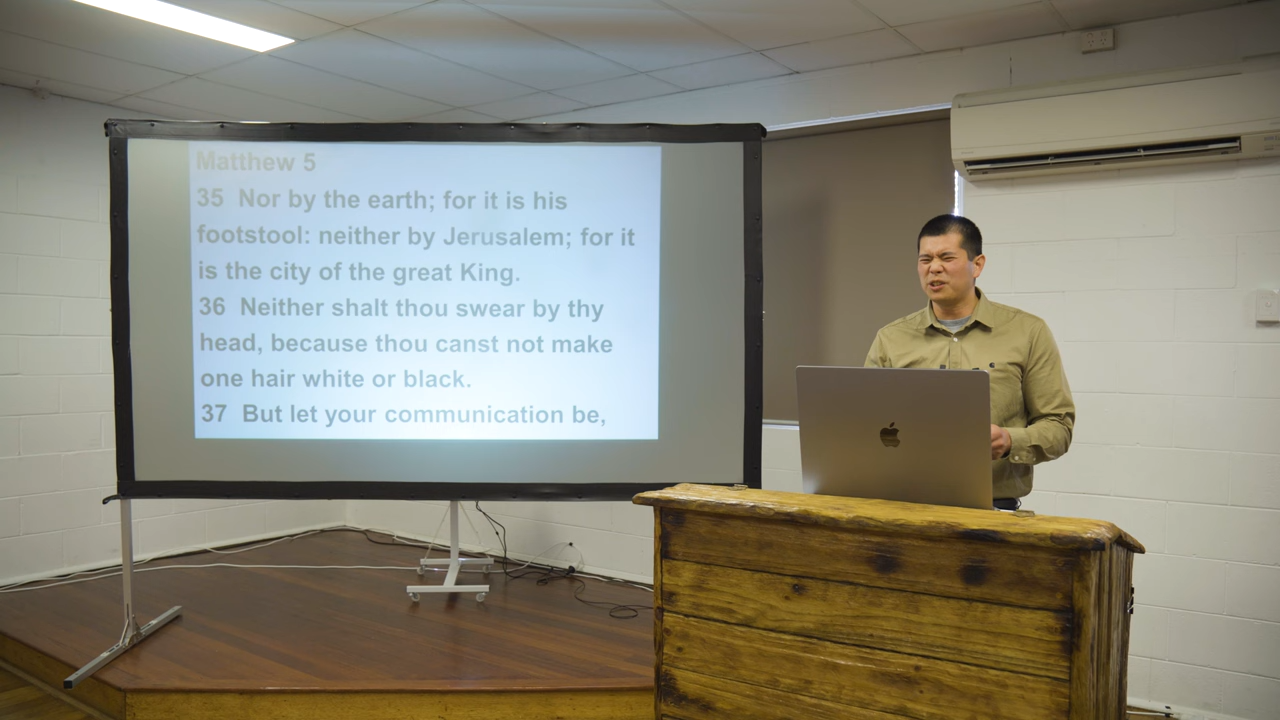 Matthew 5
35 Nor by the earth; for it is his
footstool: neither by Jerusalem; for it
is the city of the great King.
36 Neither shalt thou swear by thy
head, because thou canst not make
one hair white or black.
37 But let your communication be,